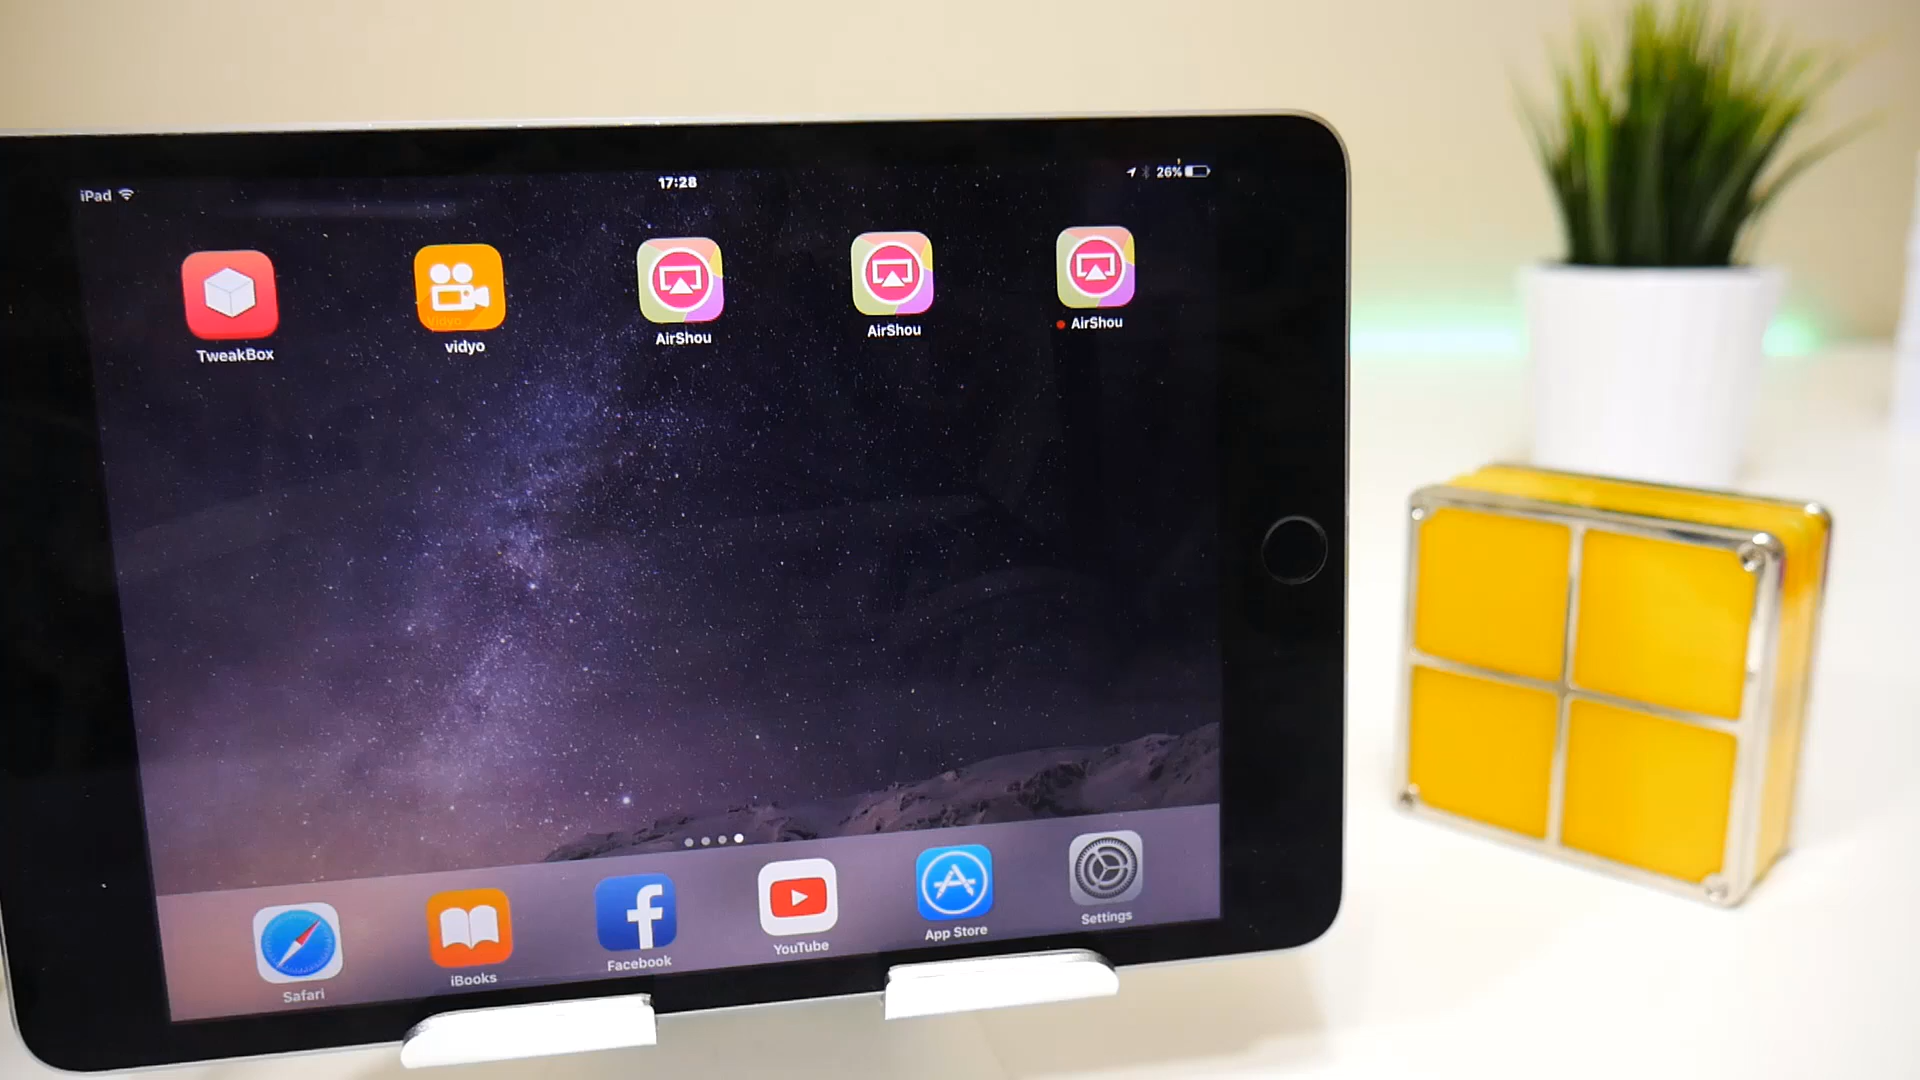 iPad
17:28
26%
TweakBox
vidyo
AirShou
AirShou
AirShou
Safari
iBooks
Facebook
YouTube
App Store
Settings